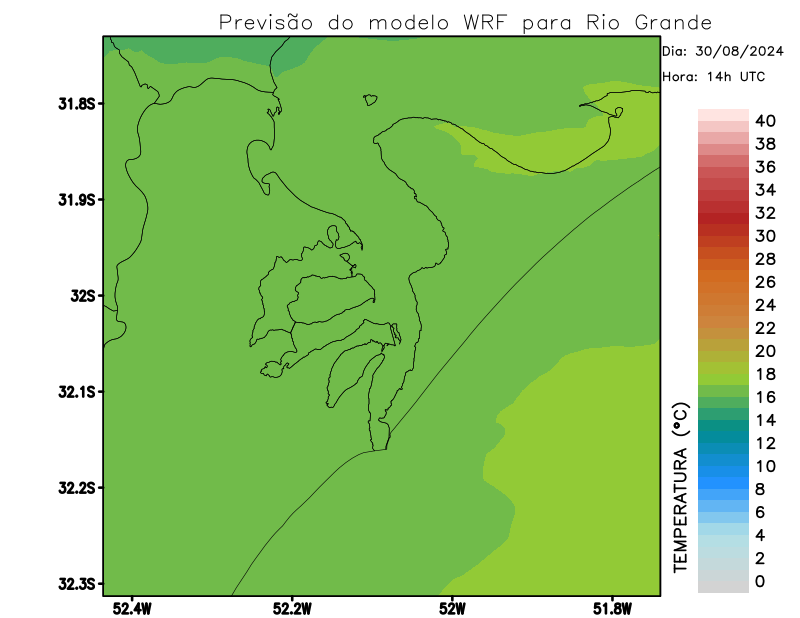 Previsão do modelo WRF para Rio Grande
Dia: 30/08/2024
Hora: 14h UTC
31.8S
31.9S
32S
32.1S
32.2S
32.3S
52.4W
52.2W
52W
51.8W
TEMPERATURA (°C)
40
38
36
34
32
30
28
26
24
22
20
18
16
14
12
10
8
6
4
2
0